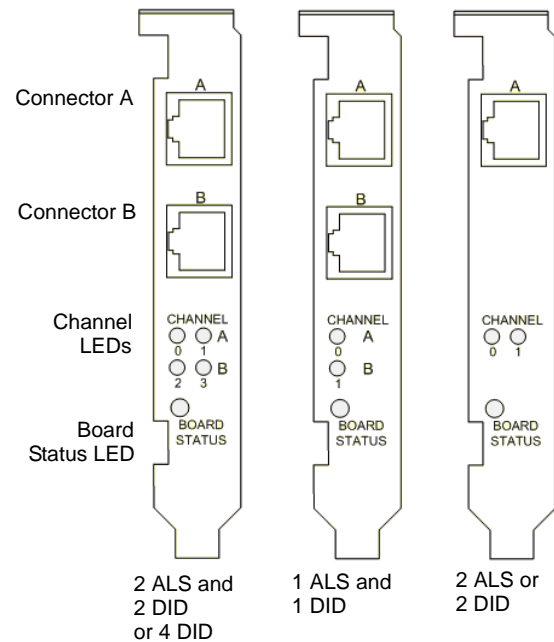 A A A
Connector A
B B
Connector B
CHANNEL CHANNEL CHANNEL
Channel
LEDs
A A
0 1 0 0 1
B B
2 3 1
Board
Status LED
BOARD
STATUS
BOARD
STATUS
BOARD
STATUS
2 ALS and
2 DID
or 4 DID
1 ALS and
1 DID
2 ALS or
2 DID